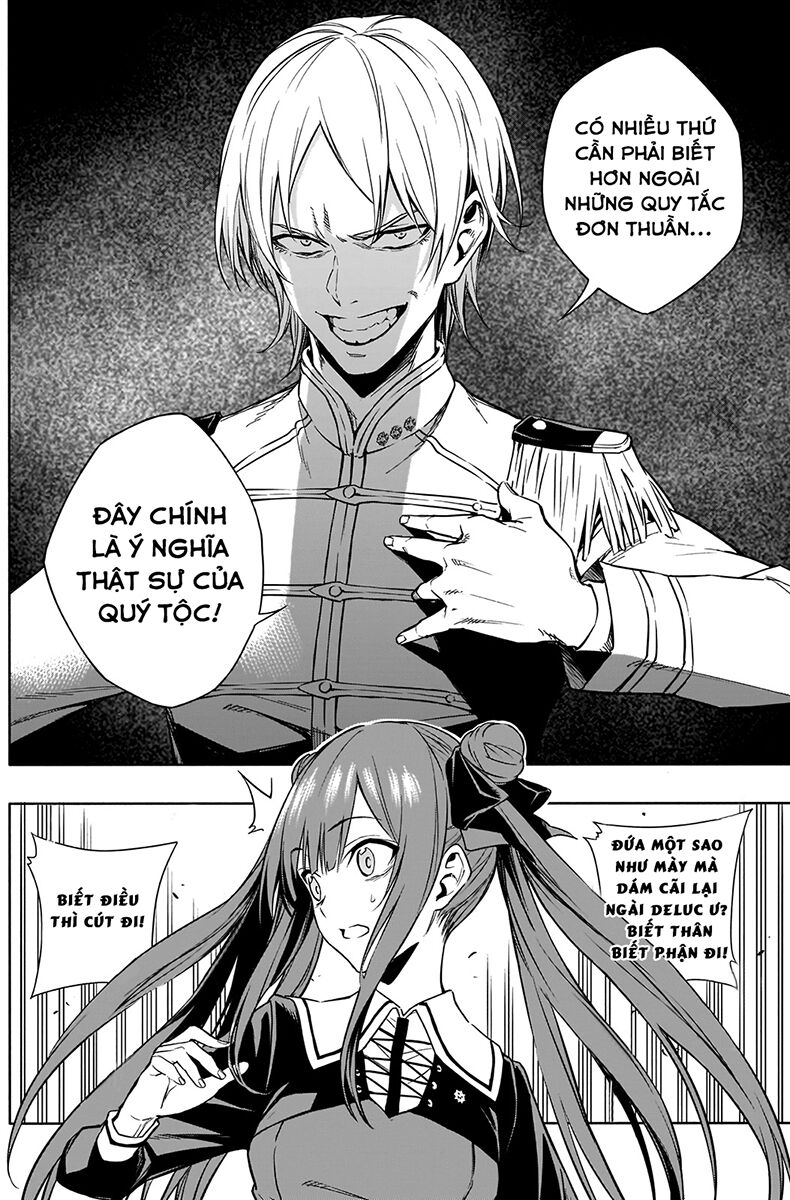 CÓ NHIỀU THỨ
CẦN PHẢI BIẾT
HƠN NGOÀI
NHỮNG QUY TẮC
ĐƠN THUẦN...
ĐÂY CHÍNH
LÀ Ý NGHĨA
THẬT SỰ CỦA
QUÝ TỘC!
ĐỨA MỘT SAO
NHƯ MÀY MÀ
DÁM CÃI LẠI
NGÀI DELUC Ư?
BIẾT THÂN
BIẾT PHẬN ĐI!
BIẾT ĐIỀU
THÌ CÚT ĐI!